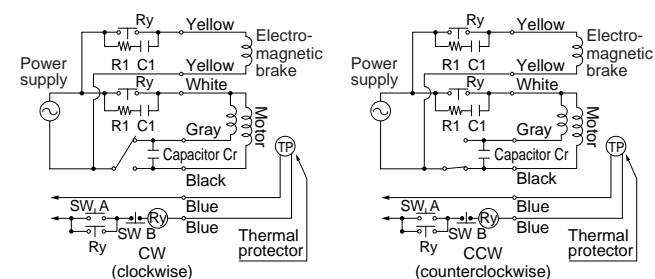 Ry
Yellow
Electro-
magnetic
brake
R1 C1
Yellow
Power
supply
Ry
White
R1 C1
Motor
Gray
TP
Capacitor Cr
Black
SW, A
Blue
Ry
SW B
Blue
Ry
CW
(clockwise)
Thermal
protector
Ry
Yellow
Electro-
magnetic
brake
R1 C1
Yellow
Power
supply
Ry
White
R1 C1
Motor
Gray
TP
Capacitor Cr
Black
SW, A
Blue
Ry
SW B
Blue
Ry
CCW
(counterclockwise)
Thermal
protector